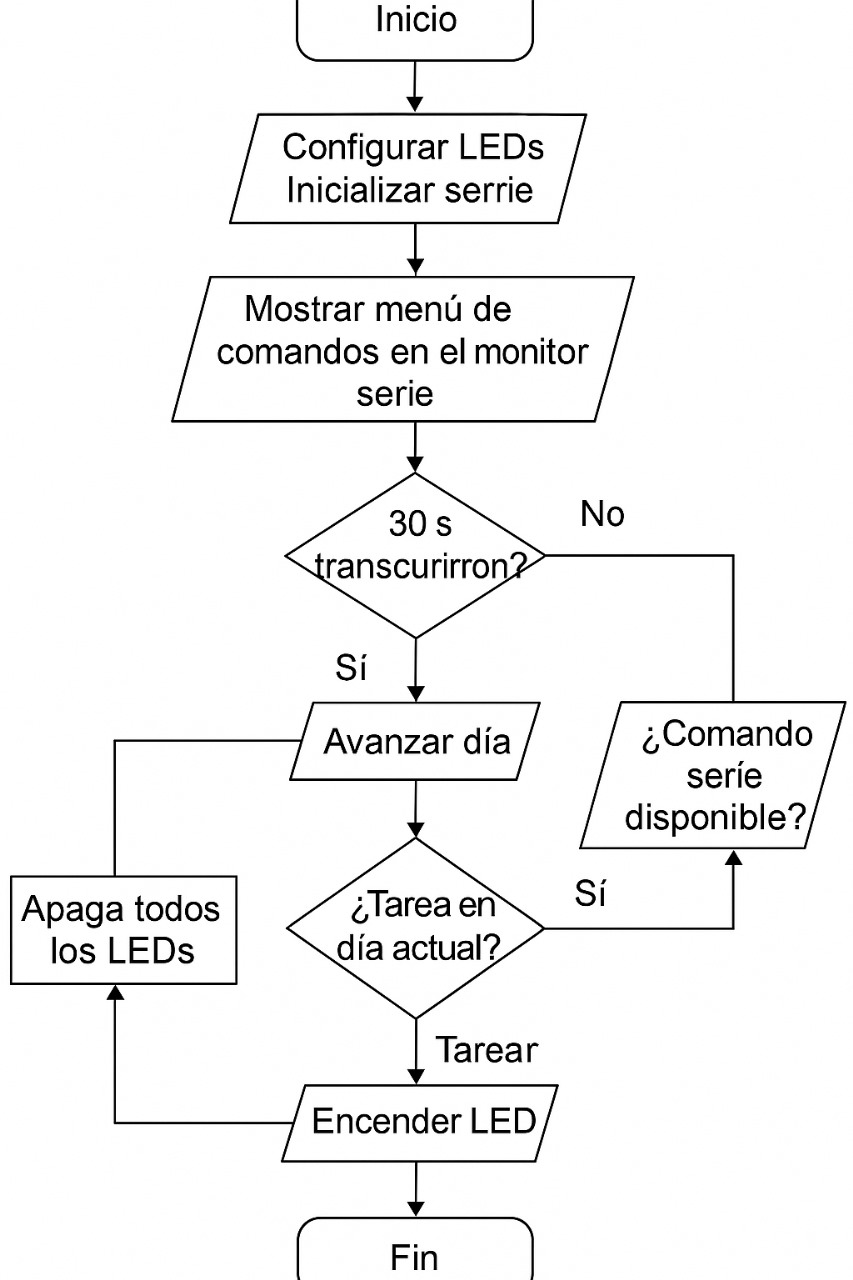 Inicio
Configurar LEDs
Inicializar serrie
Mostrar menú de
comandos en el monitor
serie
30 s
transcurirron?
No
Sí
Avanzar día
¿Comando
seríe
disponible?
Apaga todos
los LEDs
¿Tarea en
día actual?
Sí
Tarear
Encender LED
Fin